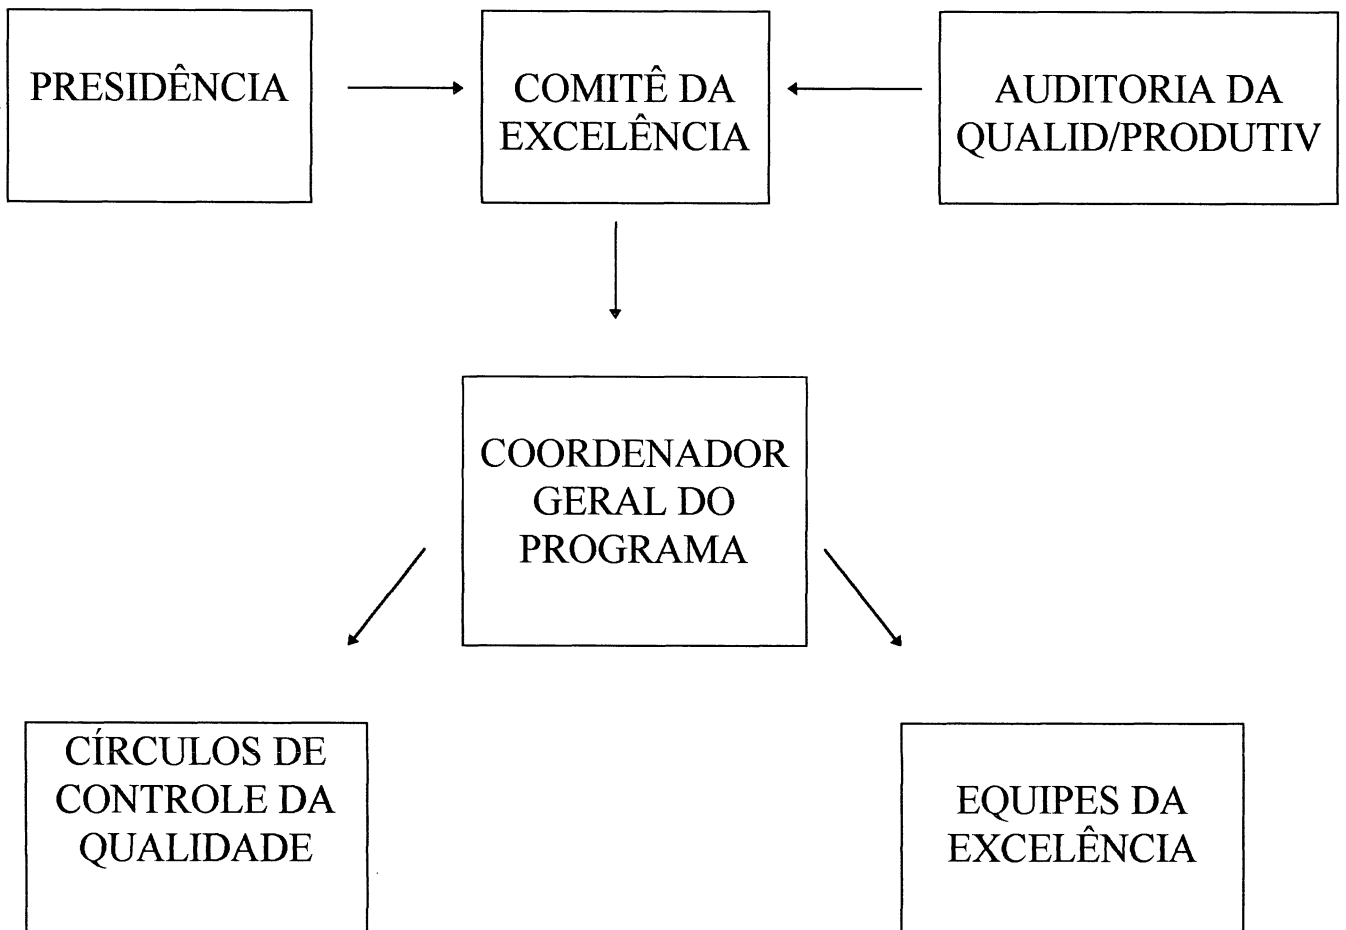 PRESIDÊNCIA
COMITÊ DA
EXCELÊNCIA
AUDITORIA DA
QUALID/PRODUTIV
COORDENADOR
GERAL DO
PROGRAMA
CÍRCULOS DE
CONTROLE DA
QUALIDADE
EQUIPES DA
EXCELÊNCIA